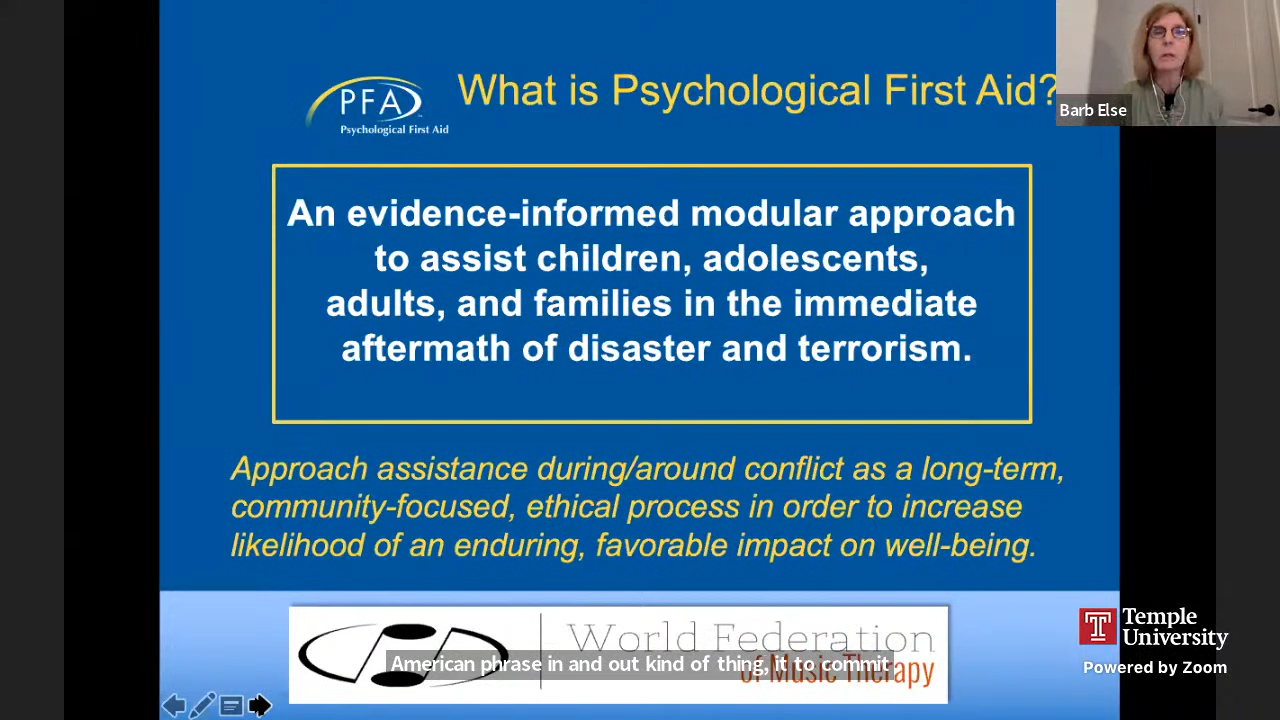 PFA
Psychological First Aid
What is Psychological First Aid?
Barb Else
An evidence-informed modular approach
to assist children, adolescents,
adults, and families in the immediate
aftermath of disaster and terrorism.
Approach assistance during/around conflict as a long-term,
community-focused, ethical process in order to increase
likelihood of an enduring, favorable impact on well-being.
World Federation
of Music Therapy
American phrase in and out kind of thing, it to commit
Temple
University
Powered by Zoom